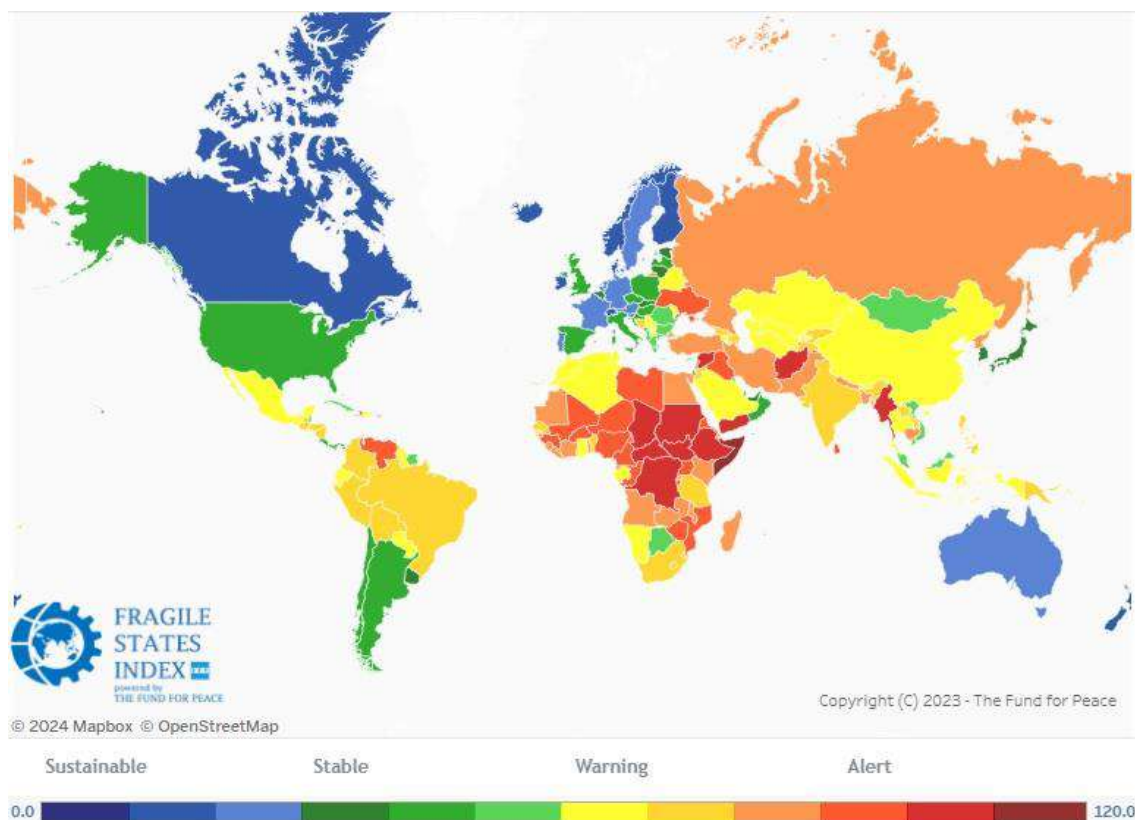 FRAGILE
STATES
INDEX
powered by
THE FUND FOR PEACE
Copyright (C) 2023 - The Fund for Peace
© 2024 Mapbox © OpenStreetMap
Sustainable Stable Warning Alert
0.0 120.0